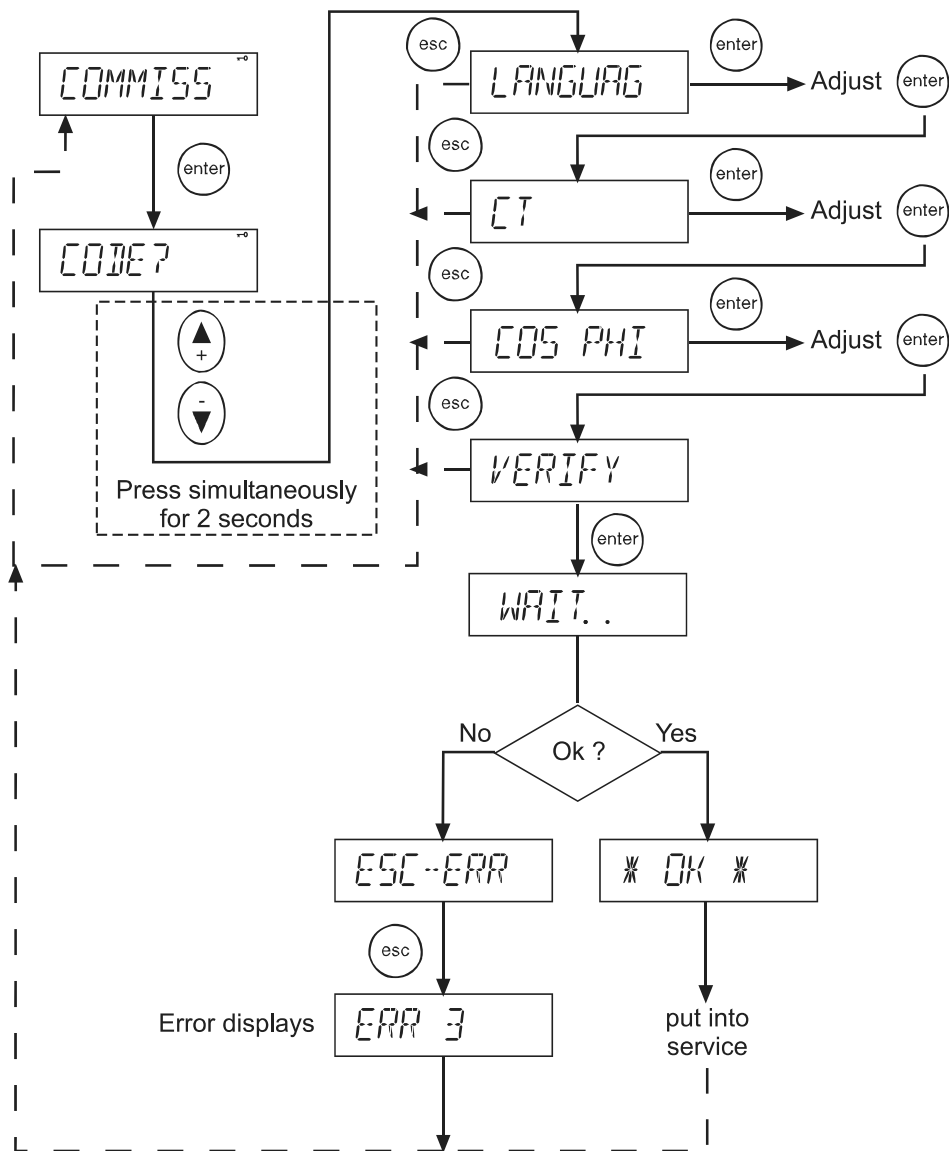 COMMISS
enter
CODE?
+
-
Press simultaneously
for 2 seconds
esc
LANGUAG
enter
Adjust
enter
esc
CT
enter
Adjust
enter
esc
COS PHI
enter
Adjust
enter
esc
VERIFY
enter
WAIT..
No
Ok ?
Yes
ESC-ERR
* OK *
esc
Error displays
ERR 3
put into
service